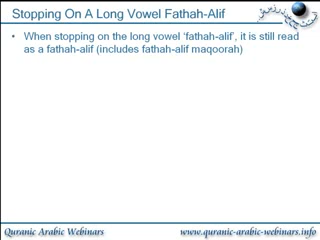 Stopping On A Long Vowel Fathah-Alif
• When stopping on the long vowel ‘fathah-alif’, it is still read
as a fathah-alif (includes fathah-alif maqoorah)
Quranic Arabic Webinars
www.quranic-arabic-webinars.info